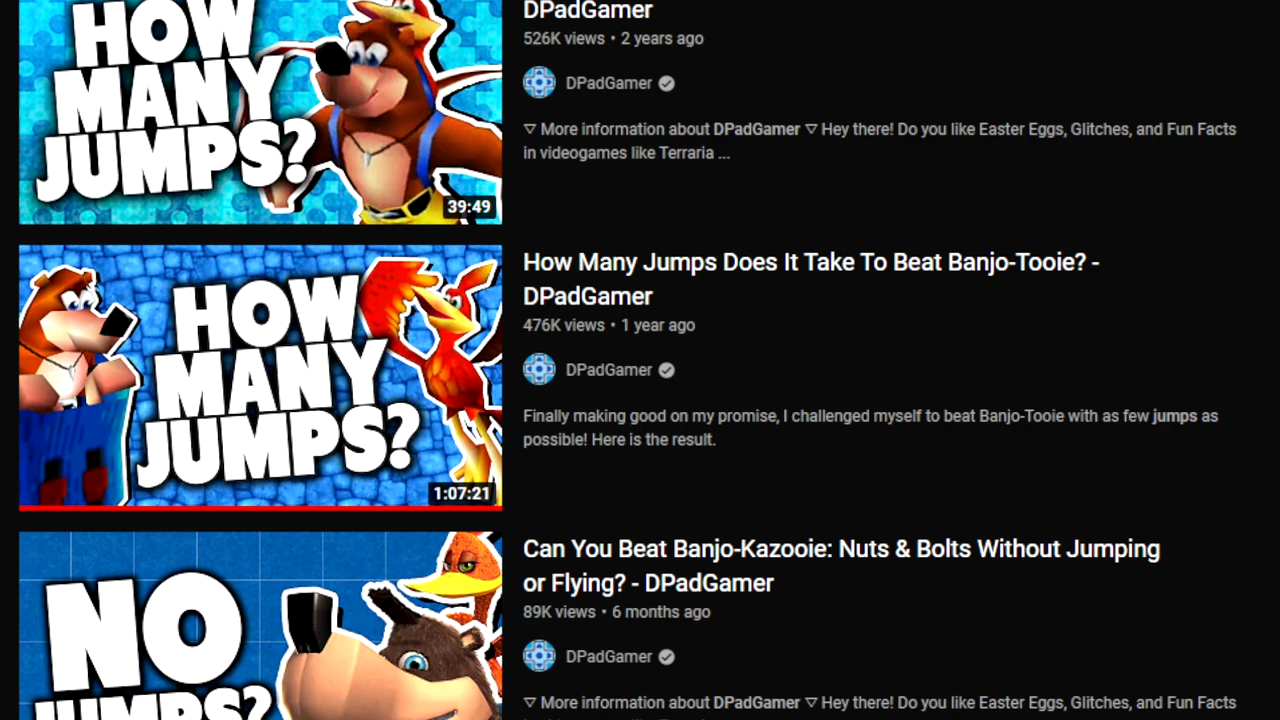 HOW
MANY
JUMPS?
39:49
DPadGamer
526K views • 2 years ago
DPadGamer
▽ More information about DPadGamer ▽ Hey there! Do you like Easter Eggs, Glitches, and Fun Facts
in videogames like Terraria ...
HOW
MANY
JUMPS?
1:07:21
How Many Jumps Does It Take To Beat Banjo-Tooie? -
DPadGamer
476K views • 1 year ago
DPadGamer
Finally making good on my promise, I challenged myself to beat Banjo-Tooie with as few jumps as
possible! Here is the result.
NO
JUMPS?
Can You Beat Banjo-Kazooie: Nuts & Bolts Without Jumping
or Flying? - DPadGamer
89K views • 6 months ago
DPadGamer
▽ More information about DPadGamer ▽ Hey there! Do you like Easter Eggs, Glitches, and Fun Facts